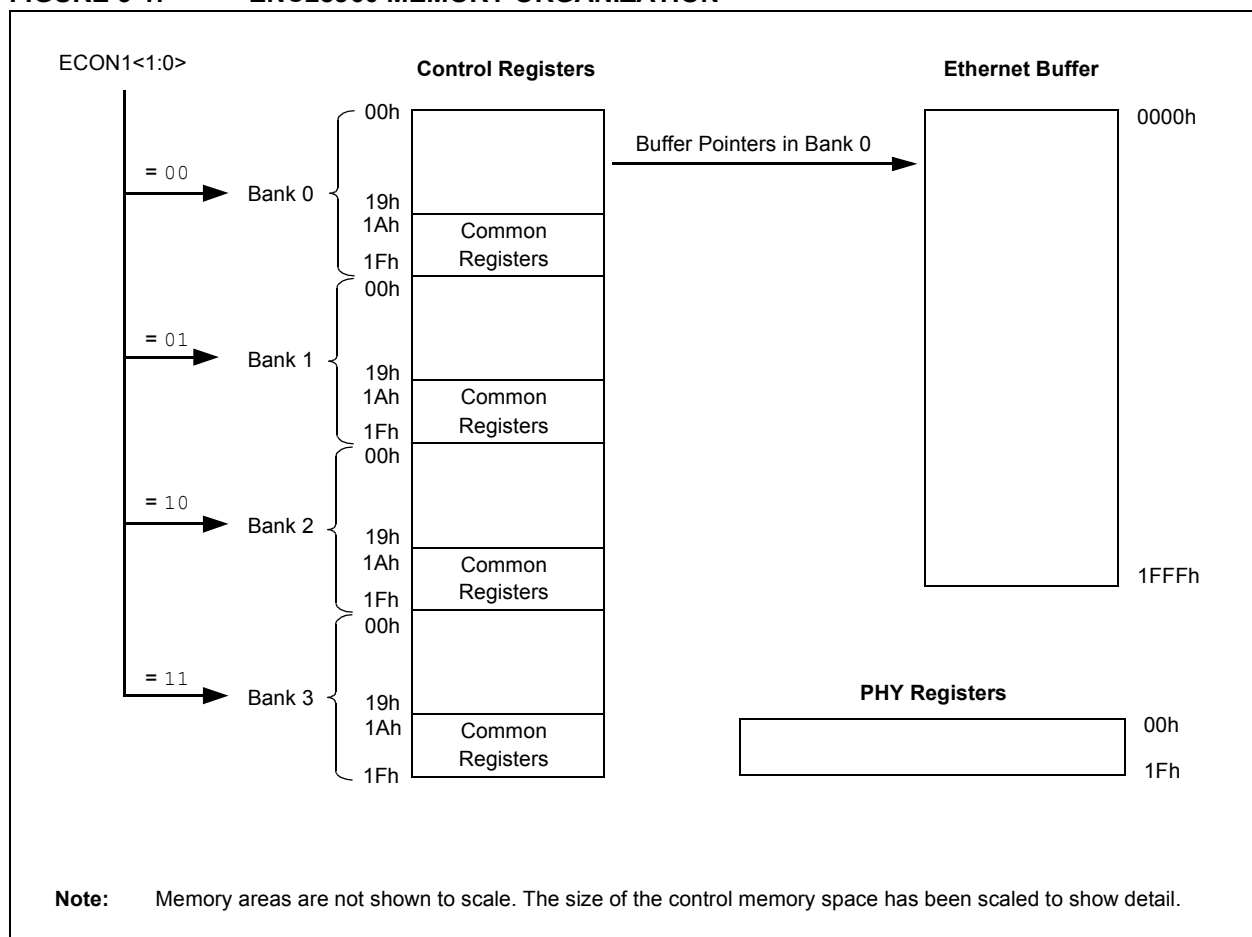 ECON1<1:0>
Control Registers
Ethernet Buffer
00h
0000h
Buffer Pointers in Bank 0
= 00
Bank 0
19h
1Ah
Common
Registers
1Fh
00h
= 01
Bank 1
19h
1Ah
Common
Registers
1Fh
00h
= 10
Bank 2
19h
1Ah
Common
Registers
1Fh
1FFFh
00h
= 11
Bank 3
19h
1Ah
Common
Registers
1Fh
PHY Registers
00h
1Fh
Note: Memory areas are not shown to scale. The size of the control memory space has been scaled to show detail.